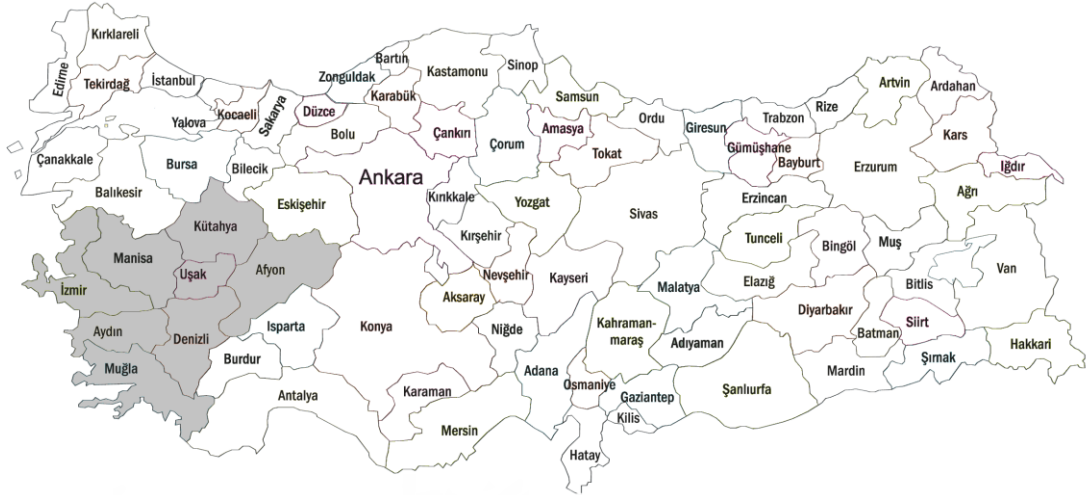 Kırklareli
Edirne
Tekirdağ
İstanbul
Yalova
Kocaeli
Sakarya
Düzce
Zonguldak
Bartın
Karabük
Kastamonu
Sinop
Samsun
Ordu
Giresun
Trabzon
Rize
Artvin
Ardahan
Çanakkale
Balıkesir
Bursa
Bilecik
Bolu
Çankırı
Çorum
Amasya
Tokat
Gümüşhane
Bayburt
Erzurum
Kars
Iğdır
Ağrı
Eskişehir
Ankara
Kırıkkale
Yozgat
Sivas
Erzincan
Kütahya
Manisa
Uşak
Afyon
İzmir
Aydın
Denizli
Muğla
Kırşehir
Nevşehir
Kayseri
Aksaray
Niğde
Konya
Isparta
Burdur
Antalya
Karaman
Mersin
Adana
Kahraman-
maraş
Malatya
Tunceli
Elazığ
Bingöl
Muş
Bitlis
Van
Diyarbakır
Batman
Siirt
Hakkari
Şırnak
Mardin
Adıyaman
Şanlıurfa
Osmaniye
Gaziantep
Kilis
Hatay